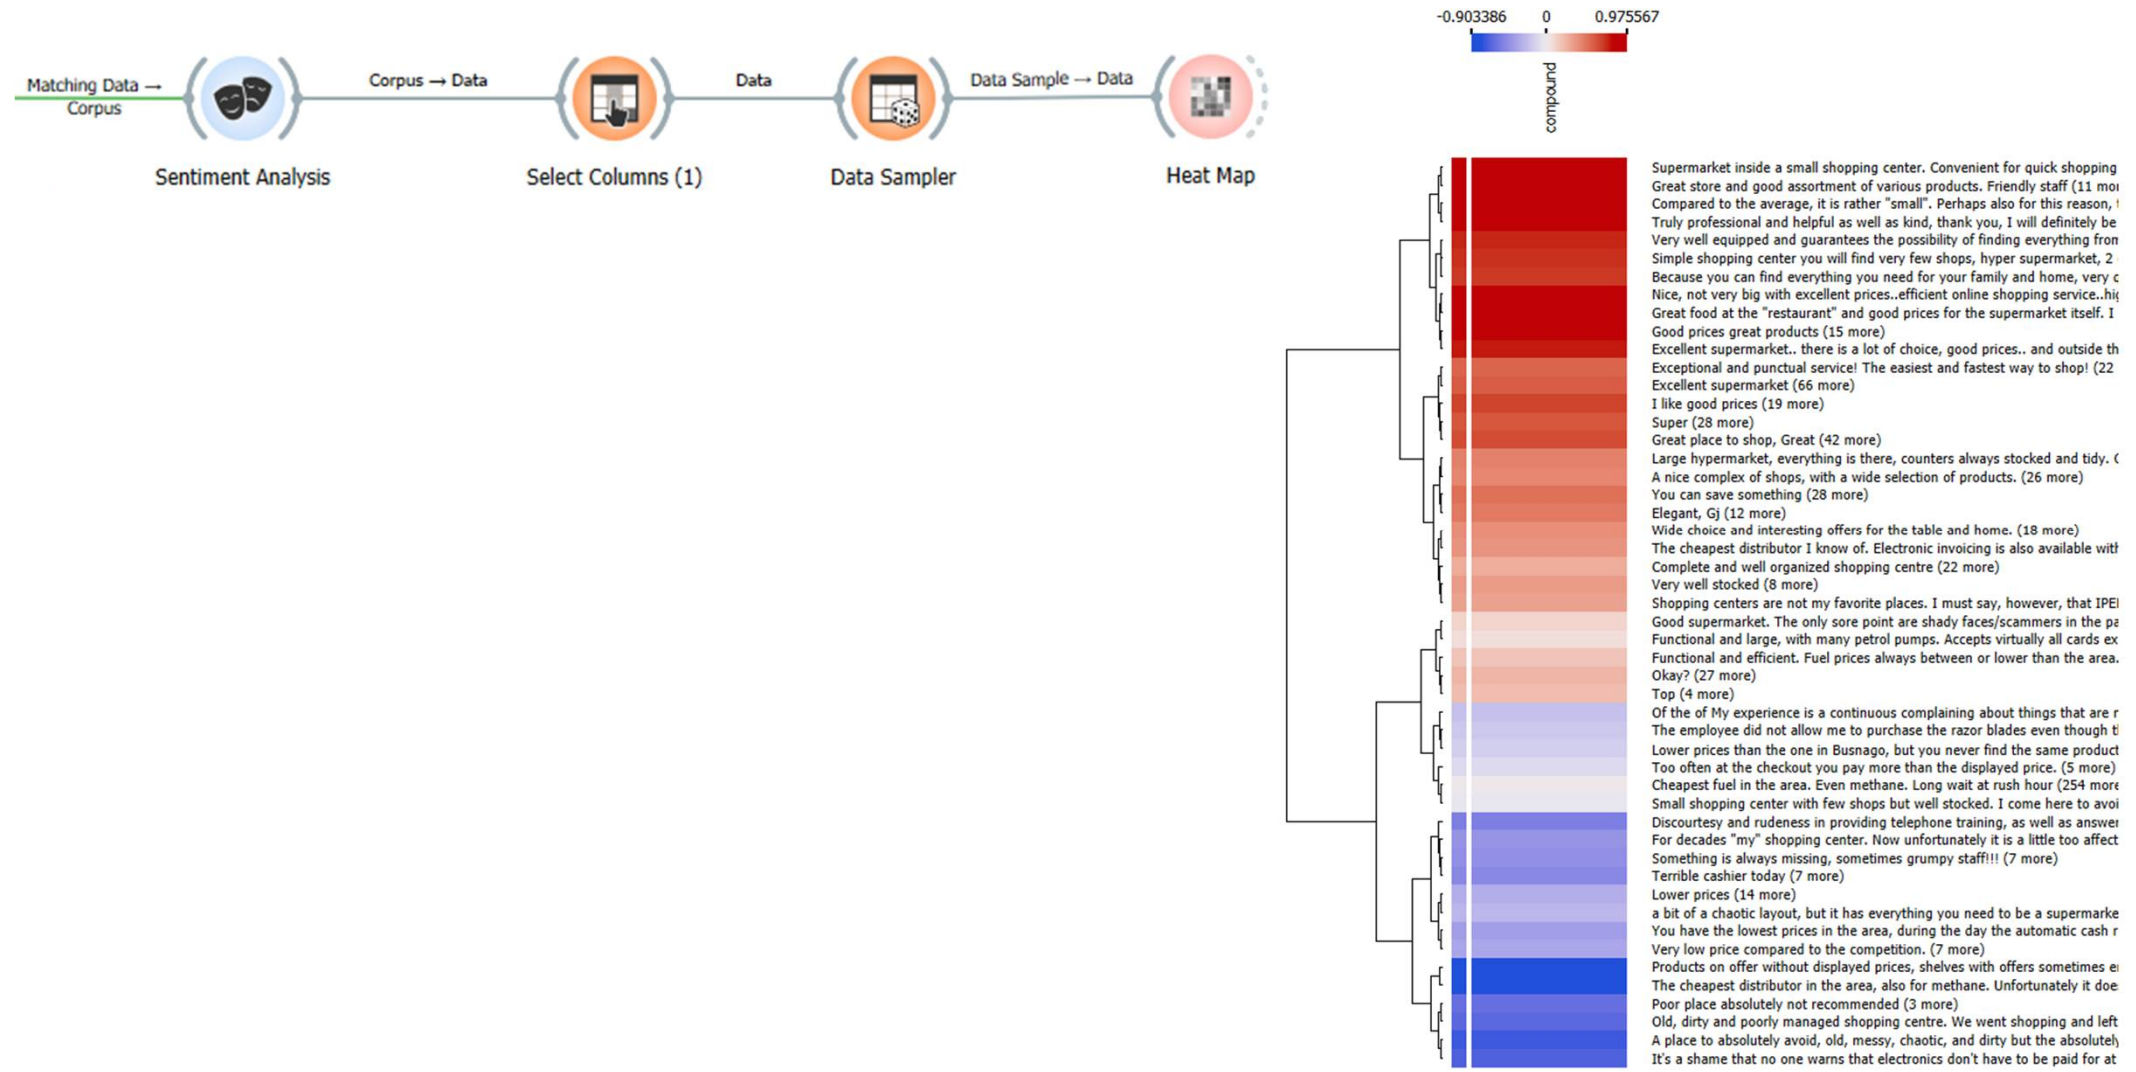 Matching Data →
Corpus
Corpus → Data
Data
Data Sample → Data
Sentiment Analysis
Select Columns (1)
Data Sampler
Heat Map
-0.903386 0 0.975567
compound
Supermarket inside a small shopping center. Convenient for quick shopping
Great store and good assortment of various products. Friendly staff (11 mor
Compared to the average, it is rather "small". Perhaps also for this reason,
Truly professional and helpful as well as kind, thank you, I will definitely be
Very well equipped and guarantees the possibility of finding everything from
Simple shopping center you will find very few shops, hyper supermarket, 2
Because you can find everything you need for your family and home, very
Nice, not very big with excellent prices..efficient online shopping service..hig
Great food at the "restaurant" and good prices for the supermarket itself. I
Good prices great products (15 more)
Excellent supermarket.. there is a lot of choice, good prices.. and outside th
Exceptional and punctual service! The easiest and fastest way to shop! (22
Excellent supermarket (66 more)
I like good prices (19 more)
Super (28 more)
Great place to shop, Great (42 more)
Large hypermarket, everything is there, counters always stocked and tidy.
A nice complex of shops, with a wide selection of products. (26 more)
You can save something (28 more)
Elegant, Gj (12 more)
Wide choice and interesting offers for the table and home. (18 more)
The cheapest distributor I know of. Electronic invoicing is also available with
Complete and well organized shopping centre (22 more)
Very well stocked (8 more)
Shopping centers are not my favorite places. I must say, however, that IPE
Good supermarket. The only sore point are shady faces/scammers in the pa
Functional and large, with many petrol pumps. Accepts virtually all cards ex
Functional and efficient. Fuel prices always between or lower than the area.
Okay? (27 more)
Top (4 more)
Of the of My experience is a continuous complaining about things that are r
The employee did not allow me to purchase the razor blades even though t
Lower prices than the one in Busnago, but you never find the same product
Too often at the checkout you pay more than the displayed price. (5 more)
Cheapest fuel in the area. Even methane. Long wait at rush hour (254 more
Small shopping center with few shops but well stocked. I come here to avoi
Discourtesy and rudeness in providing telephone training, as well as answer
For decades "my" shopping center. Now unfortunately it is a little too affect
Something is always missing, sometimes grumpy staff!!! (7 more)
Terrible cashier today (7 more)
Lower prices (14 more)
a bit of a chaotic layout, but it has everything you need to be a supermarke
You have the lowest prices in the area, during the day the automatic cash r
Very low price compared to the competition. (7 more)
Products on offer without displayed prices, shelves with offers sometimes e
The cheapest distributor in the area, also for methane. Unfortunately it doe
Poor place absolutely not recommended (3 more)
Old, dirty and poorly managed shopping centre. We went shopping and left
A place to absolutely avoid, old, messy, chaotic, and dirty but the absolutely
It's a shame that no one warns that electronics don't have to be paid for at